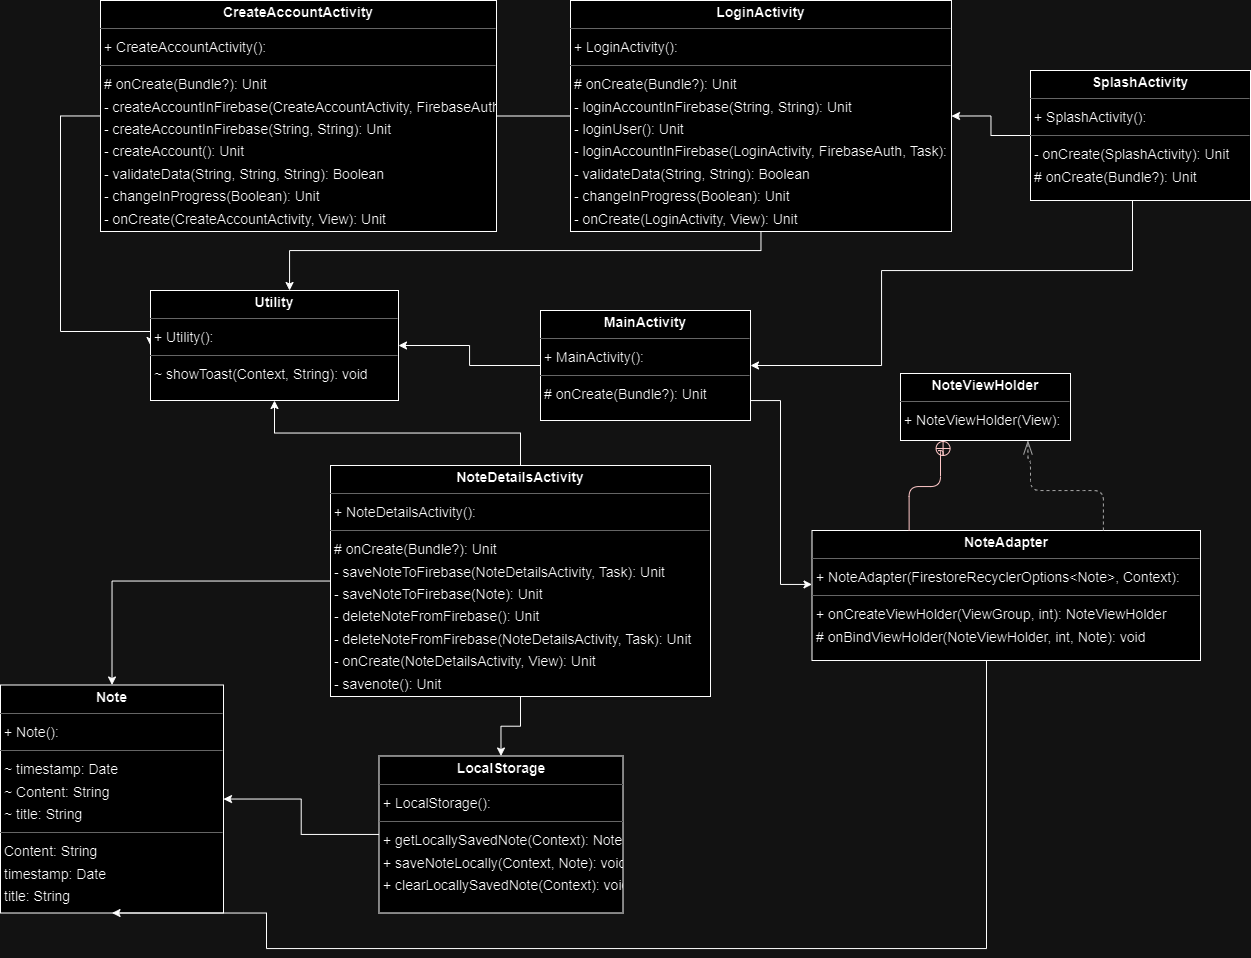 CreateAccountActivity
+ CreateAccountActivity():
# onCreate(Bundle?): Unit
- createAccountInFirebase(CreateAccountActivity, FirebaseAuth
- createAccountInFirebase(String, String): Unit
- createAccount(): Unit
- validateData(String, String, String): Boolean
- changeInProgress(Boolean): Unit
- onCreate(CreateAccountActivity, View): Unit
LoginActivity
+ LoginActivity():
# onCreate(Bundle?): Unit
- loginAccountInFirebase(String, String): Unit
- loginUser(): Unit
- loginAccountInFirebase(LoginActivity, FirebaseAuth, Task):
- validateData(String, String): Boolean
- changeInProgress(Boolean): Unit
- onCreate(LoginActivity, View): Unit
SplashActivity
+ SplashActivity():
- onCreate(SplashActivity): Unit
# onCreate(Bundle?): Unit
Utility
+ Utility():
~ showToast(Context, String): void
MainActivity
+ MainActivity():
# onCreate(Bundle?): Unit
NoteViewHolder
+ NoteViewHolder(View):
NoteDetailsActivity
+ NoteDetailsActivity():
# onCreate(Bundle?): Unit
- saveNoteToFirebase(NoteDetailsActivity, Task): Unit
- saveNoteToFirebase(Note): Unit
- deleteNoteFromFirebase(): Unit
- deleteNoteFromFirebase(NoteDetailsActivity, Task): Unit
- onCreate(NoteDetailsActivity, View): Unit
- savenote(): Unit
NoteAdapter
+ NoteAdapter(FirestoreRecyclerOptions<Note>, Context):
+ onCreateViewHolder(ViewGroup, int): NoteViewHolder
# onBindViewHolder(NoteViewHolder, int, Note): void
Note
+ Note():
~ timestamp: Date
~ Content: String
~ title: String
Content: String
timestamp: Date
title: String
LocalStorage
+ LocalStorage():
+ getLocallySavedNote(Context): Note
+ saveNoteLocally(Context, Note): void
+ clearLocallySavedNote(Context): voi